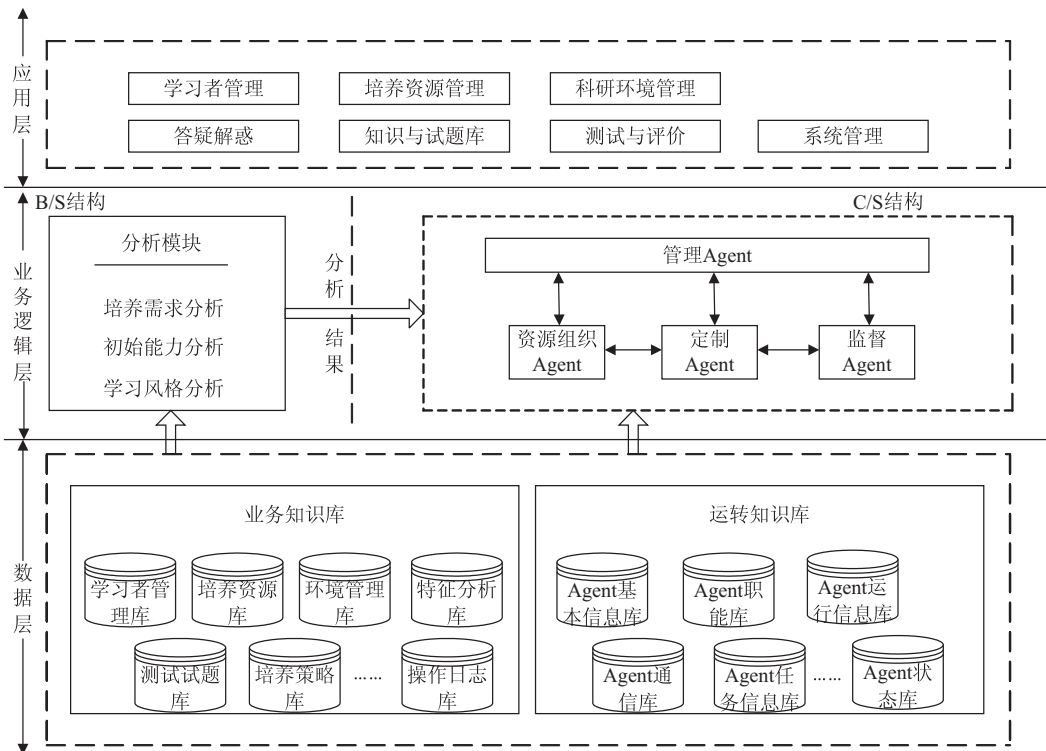 应用层
学习者管理
培养资源管理
科研环境管理
答疑解惑
知识与试题库
测试与评价
系统管理
业务逻辑层
B/S结构
C/S结构
分析模块
培养需求分析
初始能力分析
学习风格分析
分析
结果
管理Agent
资源组织
Agent
定制
Agent
监督
Agent
数据层
业务知识库
学习者管
理库
培养资源
库
环境管理
库
特征分析
库
测试试题
库
培养策略
库
……
操作日志
库
运转知识库
Agent基
本信息库
Agent职
能库
Agent运
行信息库
Agent通
信库
Agent任
务信息库
……
Agent状
态库